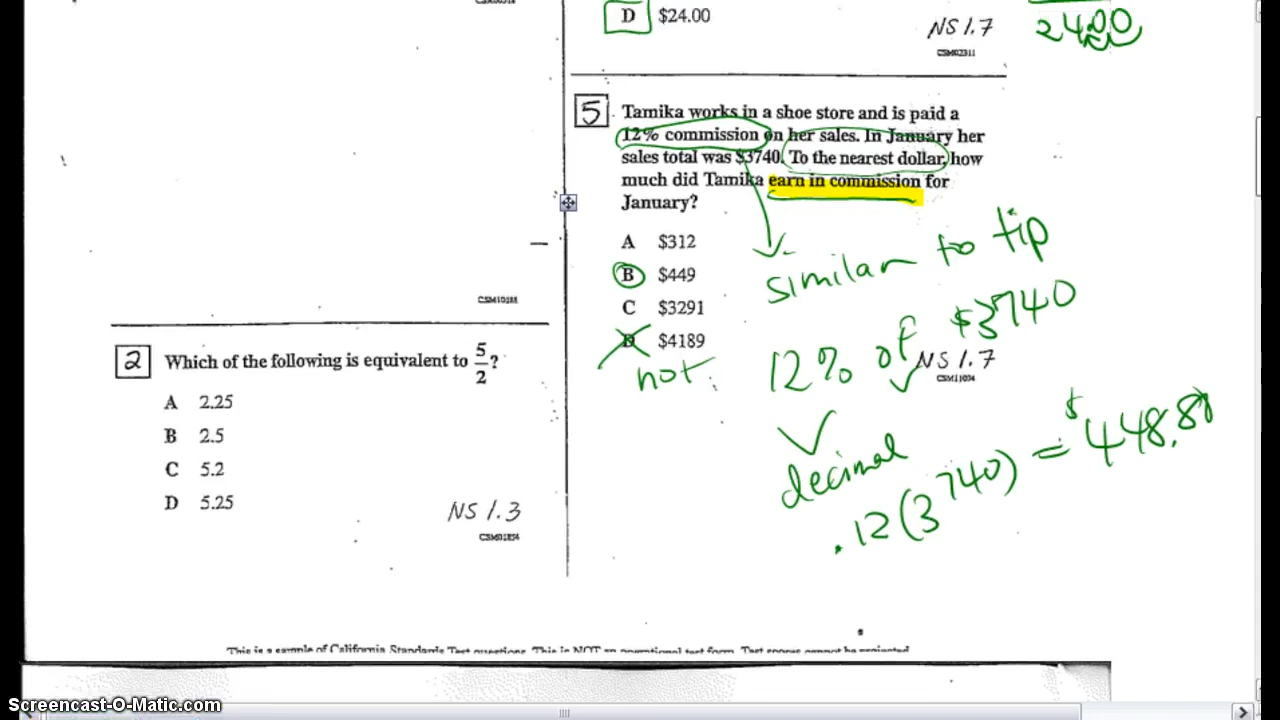 D $24.00
NS 1.7
CSM02311
2400
5 Tamika works in a shoe store and is paid a
12% commission on her sales. In January her
sales total was $3740. To the nearest dollar, how
much did Tamika earn in commission for
January?
A $312
B $449
C $3291
D $4189
not
similar to tip
12% of $3740
NS 1.7
decimal
.12(3740) = $448.80
2 Which of the following is equivalent to 5/2?
A 2.25
B 2.5
C 5.2
D 5.25
NS 1.3
This is a sample of California Standards Test questions. This is NOT an operational test form. Test scores cannot be projected
Screencast-O-Matic.com